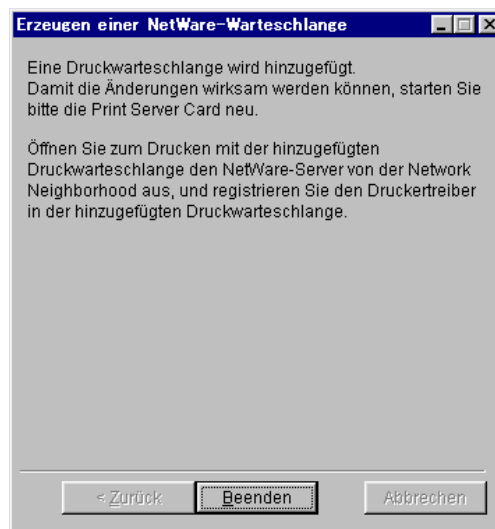 Erzeugen einer NetWare-Warteschlange
Eine Druckwarteschlange wird hinzugefügt.
Damit die Änderungen wirksam werden können, starten Sie
bitte die Print Server Card neu.
Öffnen Sie zum Drucken mit der hinzugefügten
Druckwarteschlange den NetWare-Server von der Network
Neighborhood aus, und registrieren Sie den Druckertreiber
in der hinzugefügten Druckwarteschlange.
< Zurück
Beenden
Abbrechen